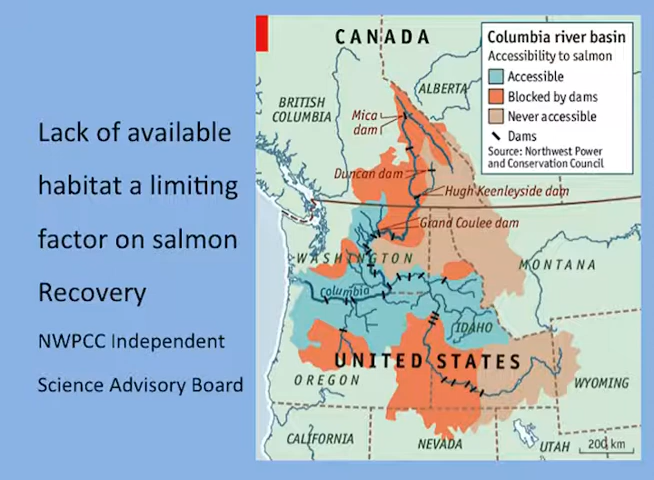 Lack of available
habitat a limiting
factor on salmon
Recovery
NWPCC Independent
Science Advisory Board
CANADA
Columbia river basin
Accessibility to salmon
Accessible
Blocked by dams
Never accessible
Dams
Source: Northwest Power
and Conservation Council
ALBERTA
BRITISH
COLUMBIA
Mica
dam
Duncan dam
Hugh Keenleyside dam
Grand Coulee dam
WASHINGTON
MONTANA
Columbia
IDAHO
UNITED STATES
OREGON
WYOMING
CALIFORNIA
NEVADA
UTAH
200 km